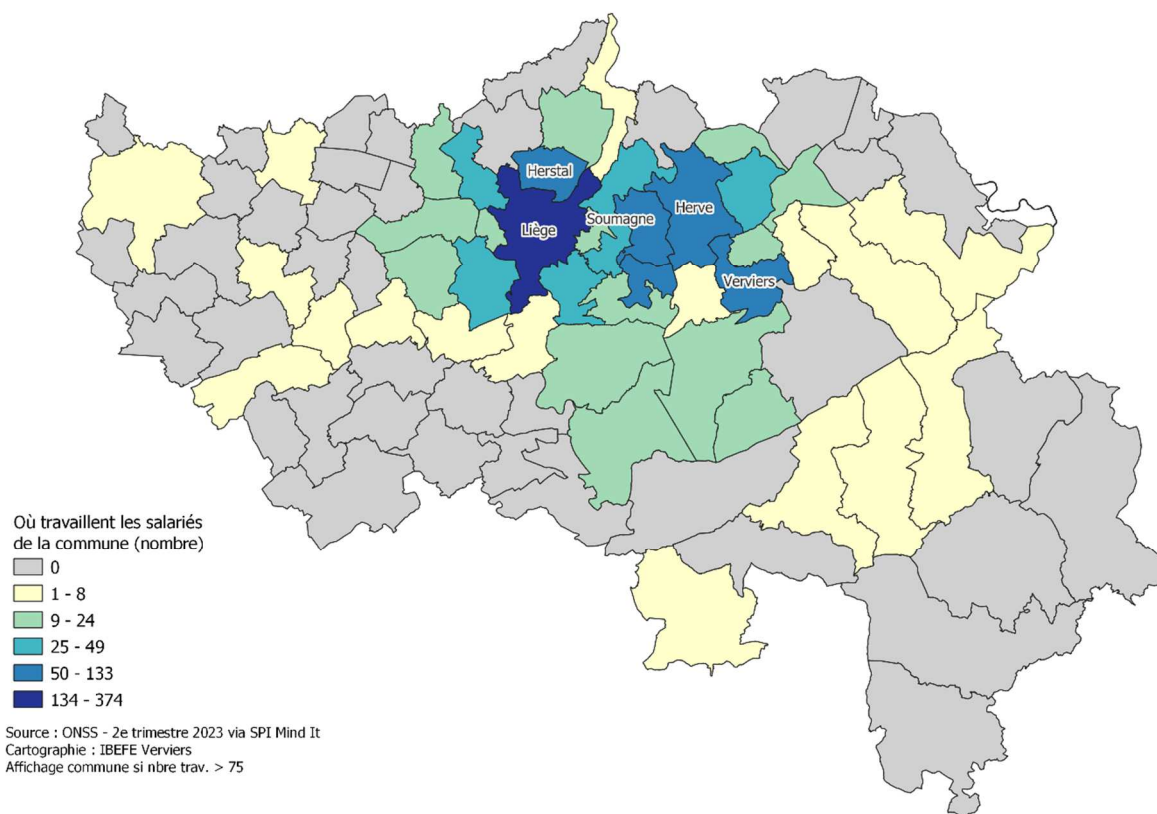 Herstal
Soumagne
Herve
Liège
Verviers
Où travaillent les salariés
de la commune (nombre)
0
1 - 8
9 - 24
25 - 49
50 - 133
134 - 374
Source : ONSS - 2e trimestre 2023 via SPI Mind It
Cartographie : IBEFE Verviers
Affichage commune si nbre trav. > 75